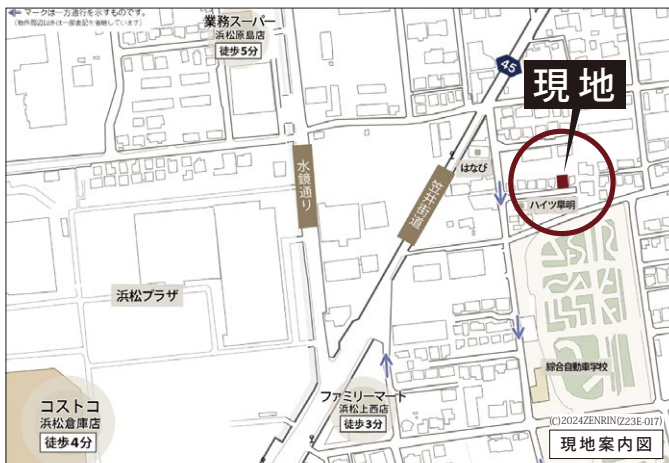 ← マークは一方通行を示すものです。
(物件周辺以外は一部表記を省略しています)
業務スーパー
浜松原島店
徒歩5分
45
現地
はなび
水鏡通り
笠井街道
ハイツ早明
浜松プラザ
綜合自動車学校
コストコ
浜松倉庫店
徒歩4分
ファミリーマート
浜松上西店
徒歩3分
(C)2024ZENRIN(Z23E-017)
現地案内図